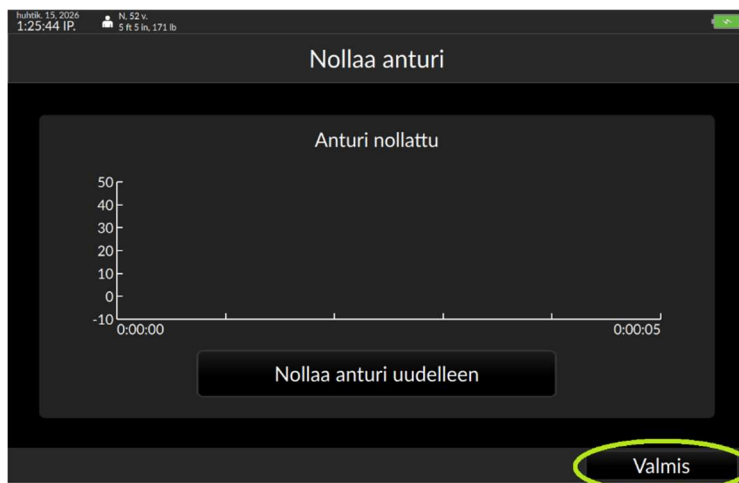 huhtik. 15, 2026
1:25:44 IP.
N, 52 v.
5 ft 5 in, 171 lb
Nollaa anturi
Anturi nollattu
50
40
30
20
10
0
-10
0:00:00
0:00:05
Nollaa anturi uudelleen
Valmis